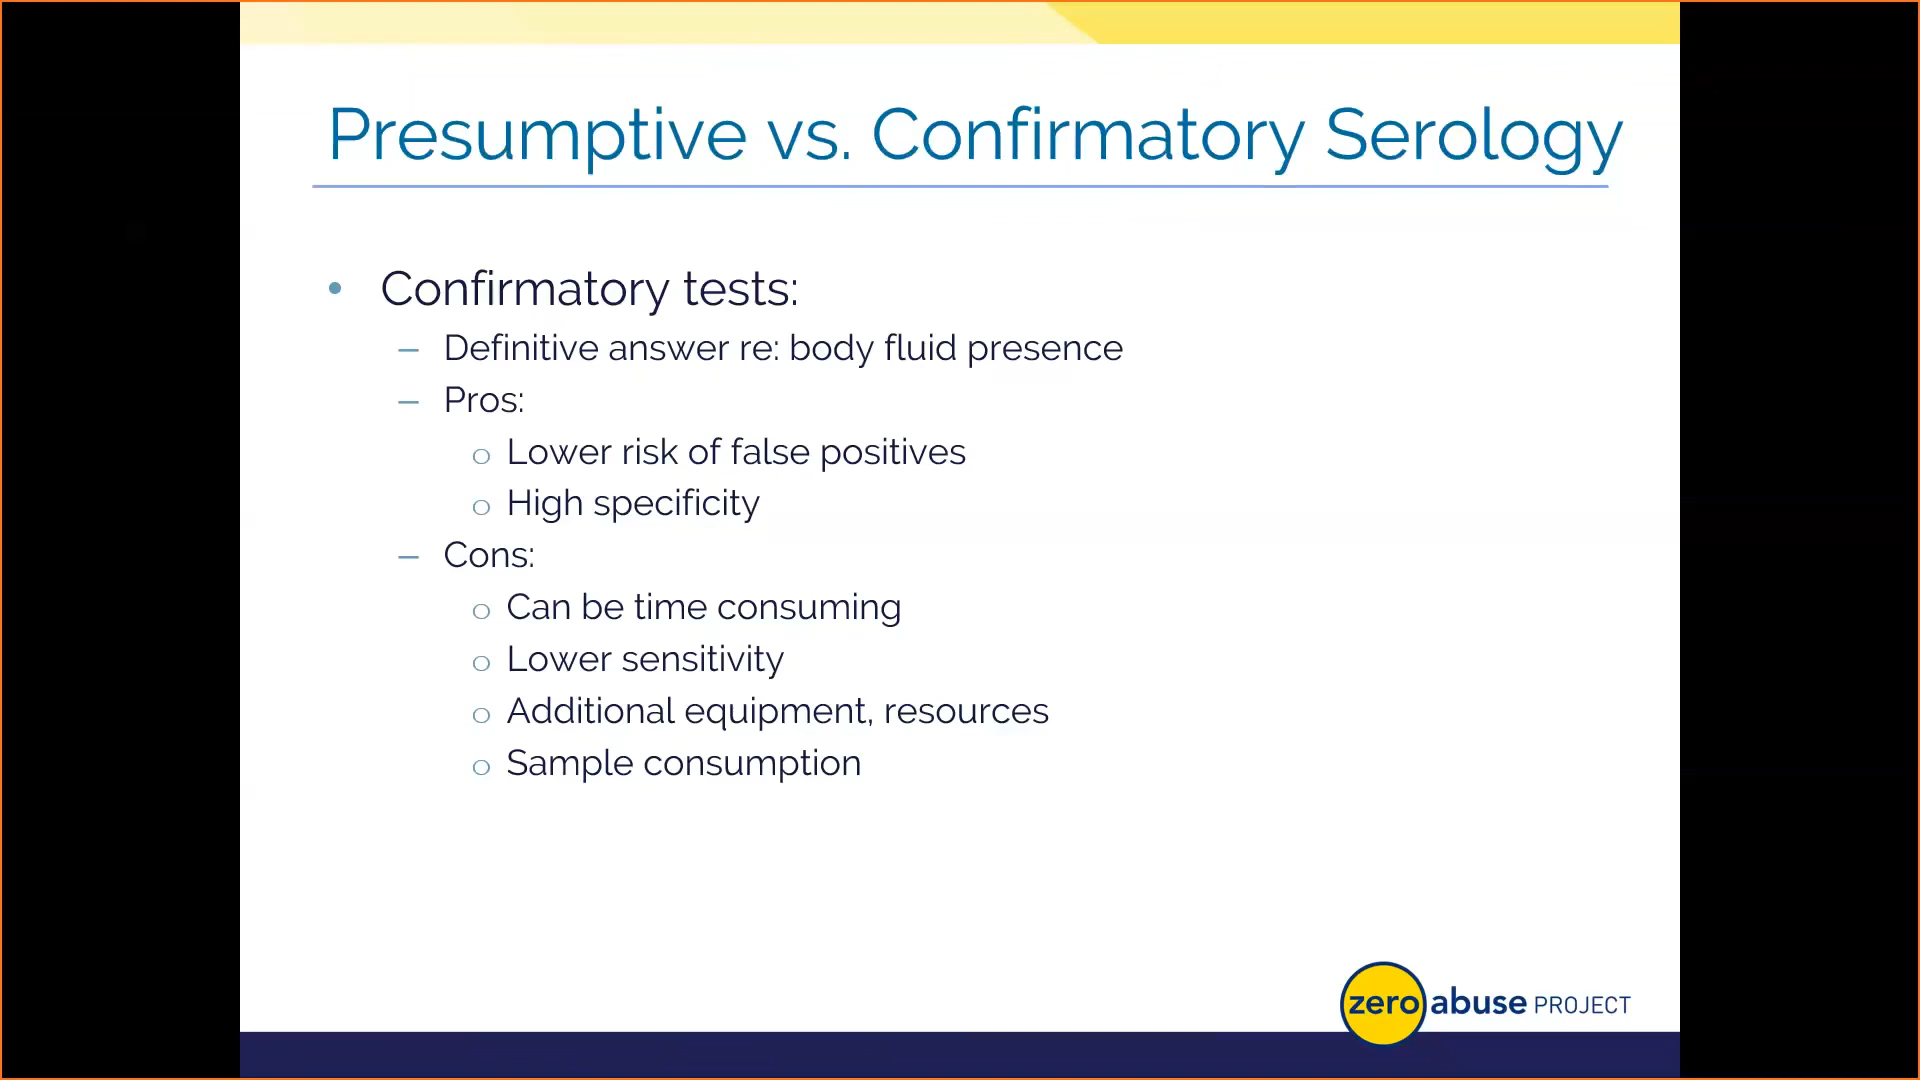 Presumptive vs. Confirmatory Serology
• Confirmatory tests:
– Definitive answer re: body fluid presence
– Pros:
o Lower risk of false positives
o High specificity
– Cons:
o Can be time consuming
o Lower sensitivity
o Additional equipment, resources
o Sample consumption
zero abuse PROJECT